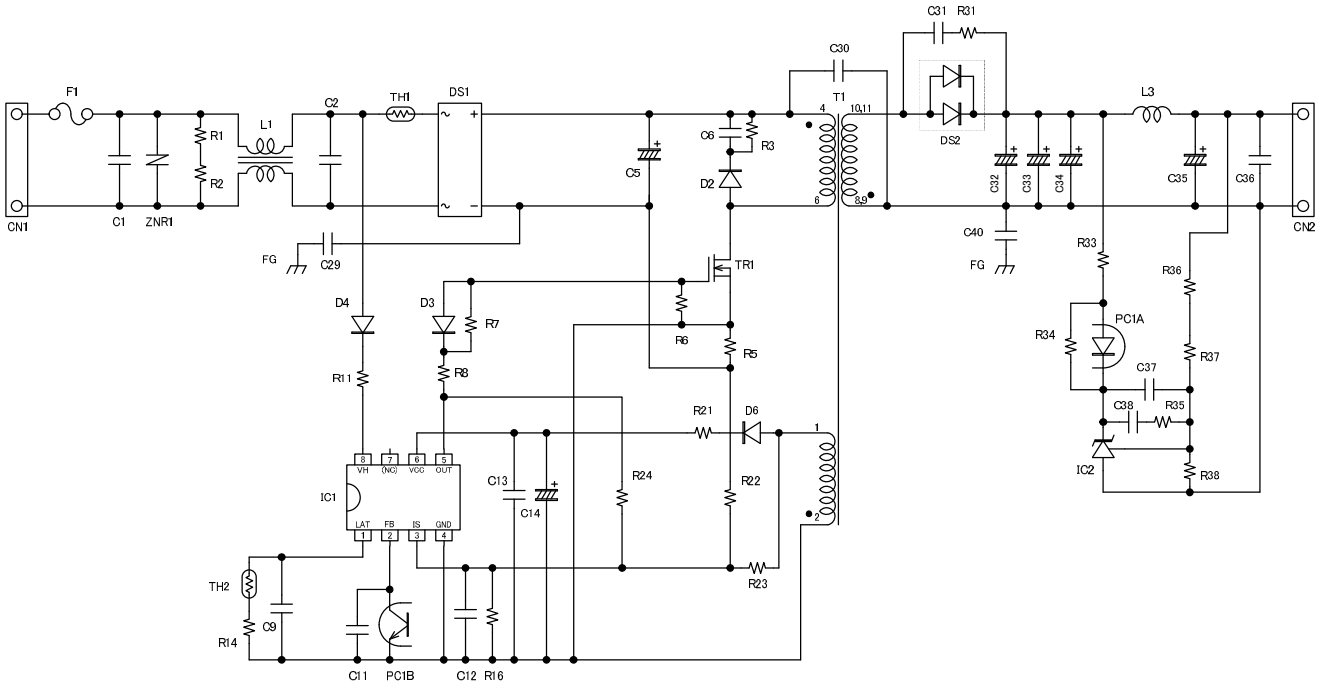 C31 R31
C30
F1
C2
TH1
DS1
T1
4
10,11
L3
L1
R1
C6
R3
DS2
R2
C5
D2
C32
C33
C34
C35
C36
6
8,9
CN1
C1
ZNR1
CN2
C40
R33
FG
C29
TR1
FG
R36
D4
D3
R7
PC1A
R6
R34
R5
R37
R11
R8
C37
R21
D6
C38
R35
1
8 7 6 5
VH (NC) VCC OUT
IC2
R38
C13
R24
R22
IC1
C14
2
LAT FB IS GND
1 2 3 4
R23
TH2
C9
R14
C11
PC1B
C12
R16